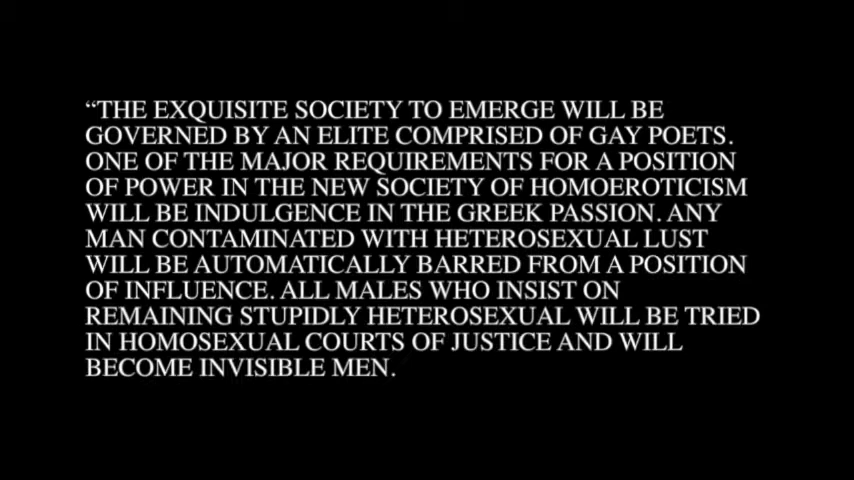 “THE EXQUISITE SOCIETY TO EMERGE WILL BE
GOVERNED BY AN ELITE COMPRISED OF GAY POETS.
ONE OF THE MAJOR REQUIREMENTS FOR A POSITION
OF POWER IN THE NEW SOCIETY OF HOMOEROTICISM
WILL BE INDULGENCE IN THE GREEK PASSION. ANY
MAN CONTAMINATED WITH HETEROSEXUAL LUST
WILL BE AUTOMATICALLY BARRED FROM A POSITION
OF INFLUENCE. ALL MALES WHO INSIST ON
REMAINING STUPIDLY HETEROSEXUAL WILL BE TRIED
IN HOMOSEXUAL COURTS OF JUSTICE AND WILL
BECOME INVISIBLE MEN.